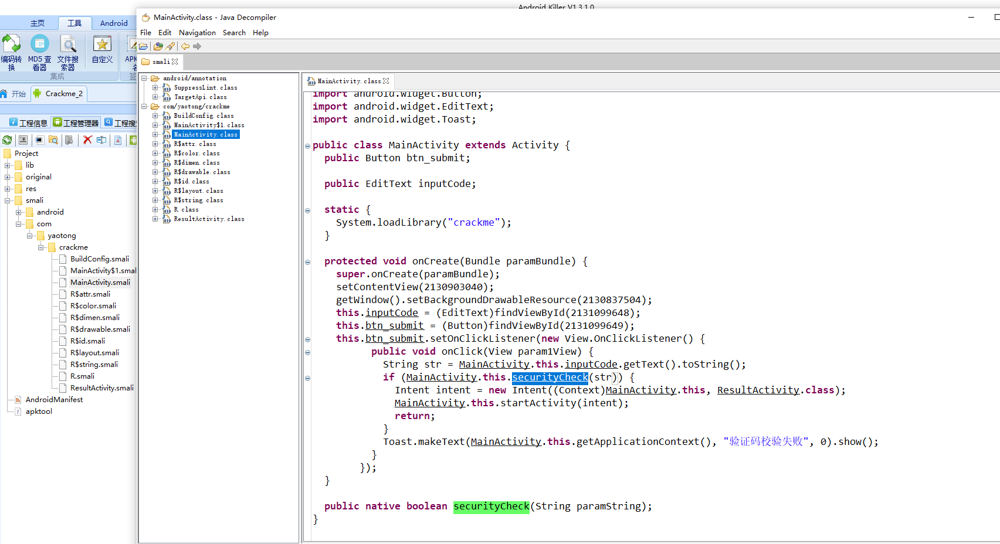 Android Killer V1.3.1.0
主页 工具 Android
编码转换
MD5 查看器
文件搜索器
自定义
集成
开始 Crackme_2
工程信息 工程管理器
Project
lib
original
res
smali
android
com
yaotong
crackme
BuildConfig.smali
MainActivity$1.smal
MainActivity.smali
R$attr.smali
R$color.smali
R$dimen.smali
R$drawable.smali
R$id.smali
R$layout.smali
R$string.smali
R.smali
ResultActivity.smali
AndroidManifest
apktool
MainActivity.class - Java Decompiler
File Edit Navigation Search Help
smali
android/annotation
SuppressLint.class
TargetApi.class
com/yaotong/crackme
BuildConfig.class
MainActivity$1.class
MainActivity.class
R$attr.class
R$color.class
R$dimen.class
R$drawable.class
R$id.class
R$layout.class
R$string.class
R.class
ResultActivity.class
MainActivity.class
import android.widget.Button;
import android.widget.EditText;
import android.widget.Toast;
public class MainActivity extends Activity {
public Button btn_submit;
public EditText inputCode;
static {
System.loadLibrary("crackme");
}
protected void onCreate(Bundle paramBundle) {
super.onCreate(paramBundle);
setContentView(2130903040);
getWindow().setBackgroundDrawableResource(2130837504);
this.inputCode = (EditText)findViewById(2131099648);
this.btn_submit = (Button)findViewById(2131099649);
this.btn_submit.setOnClickListener(new View.OnClickListener() {
public void onClick(View param1View) {
String str = MainActivity.this.inputCode.getText().toString();
if (MainActivity.this.securityCheck(str)) {
Intent intent = new Intent((Context)MainActivity.this, ResultActivity.class);
MainActivity.this.startActivity(intent);
return;
}
Toast.makeText(MainActivity.this.getApplicationContext(), "验证码校验失败", 0).show();
}
});
}
public native boolean securityCheck(String paramString);
}